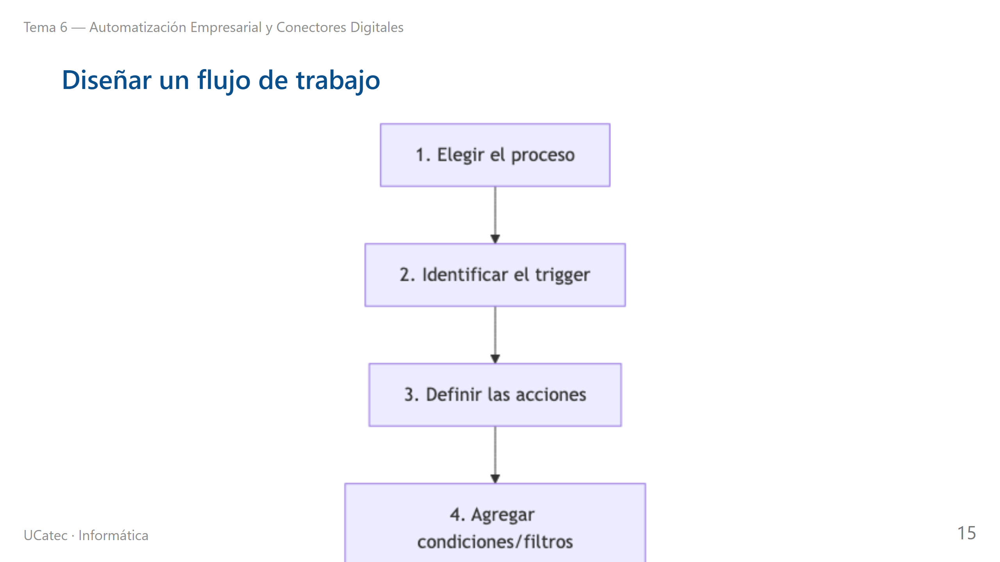 Tema 6 — Automatización Empresarial y Conectores Digitales
Diseñar un flujo de trabajo
1. Elegir el proceso
2. Identificar el trigger
3. Definir las acciones
4. Agregar
condiciones/filtros
UCatec · Informática
15